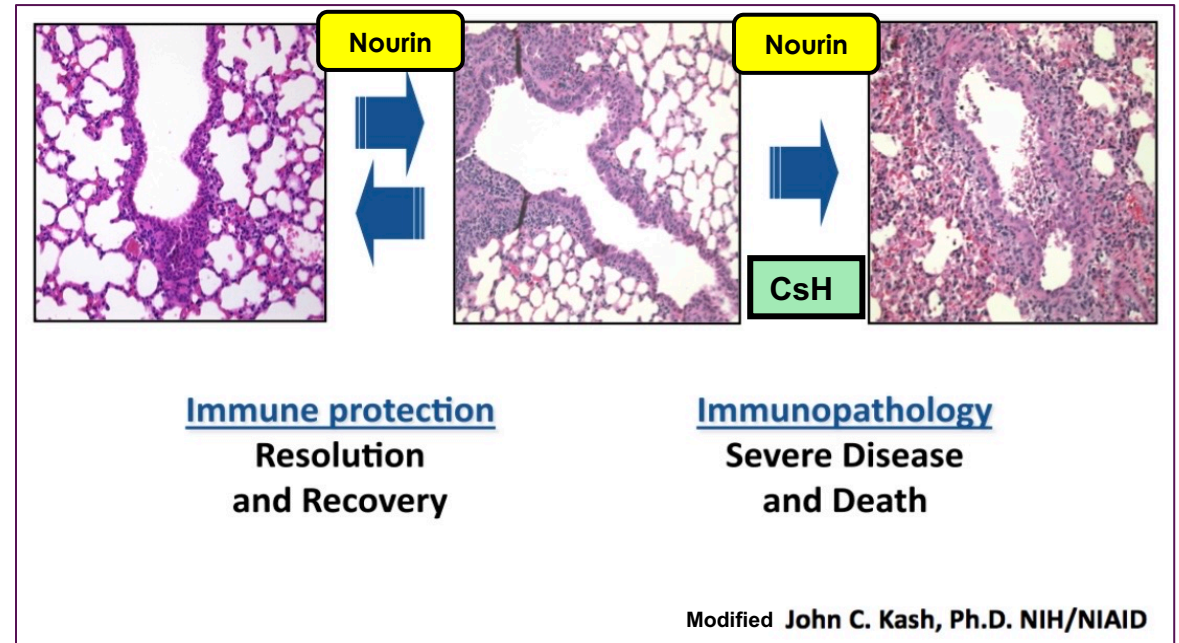 Nourin
Nourin
CsH
Immune protection
Resolution
and Recovery
Immunopathology
Severe Disease
and Death
Modified John C. Kash, Ph.D. NIH/NIAID